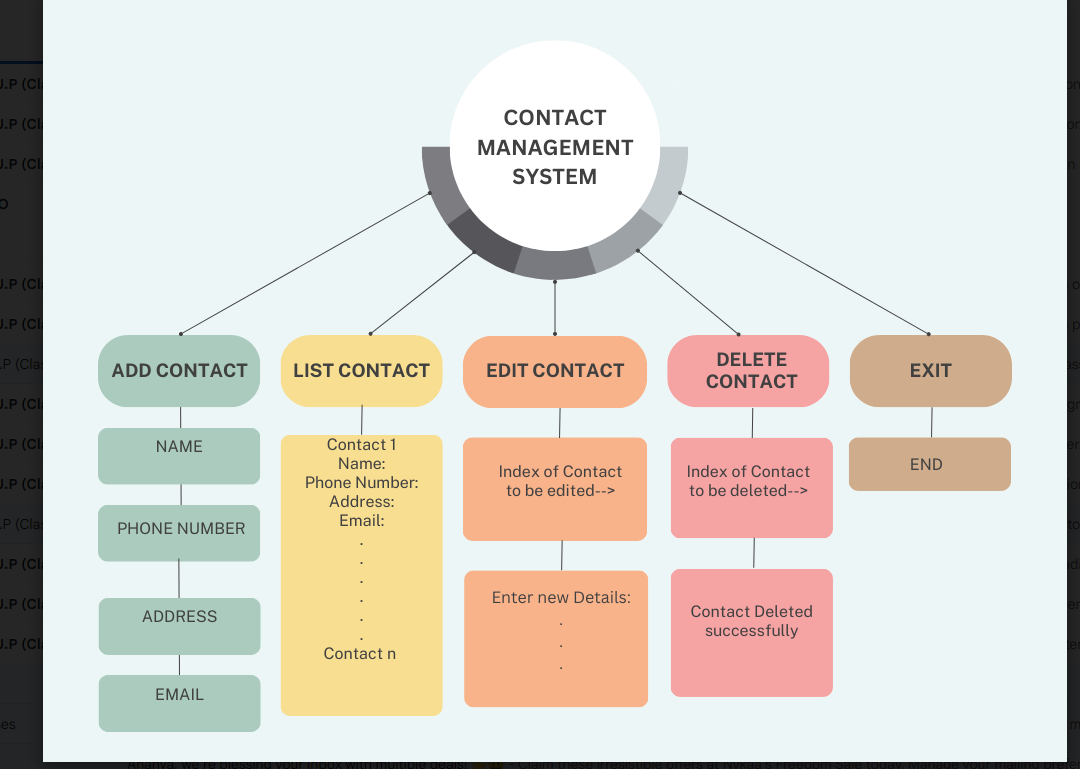 CONTACT
MANAGEMENT
SYSTEM
ADD CONTACT
NAME
PHONE NUMBER
ADDRESS
EMAIL
LIST CONTACT
Contact 1
Name:
Phone Number:
Address:
Email:
.
.
.
.
.
.
Contact n
EDIT CONTACT
Index of Contact
to be edited-->
Enter new Details:
.
.
.
DELETE
CONTACT
Index of Contact
to be deleted-->
Contact Deleted
successfully
EXIT
END